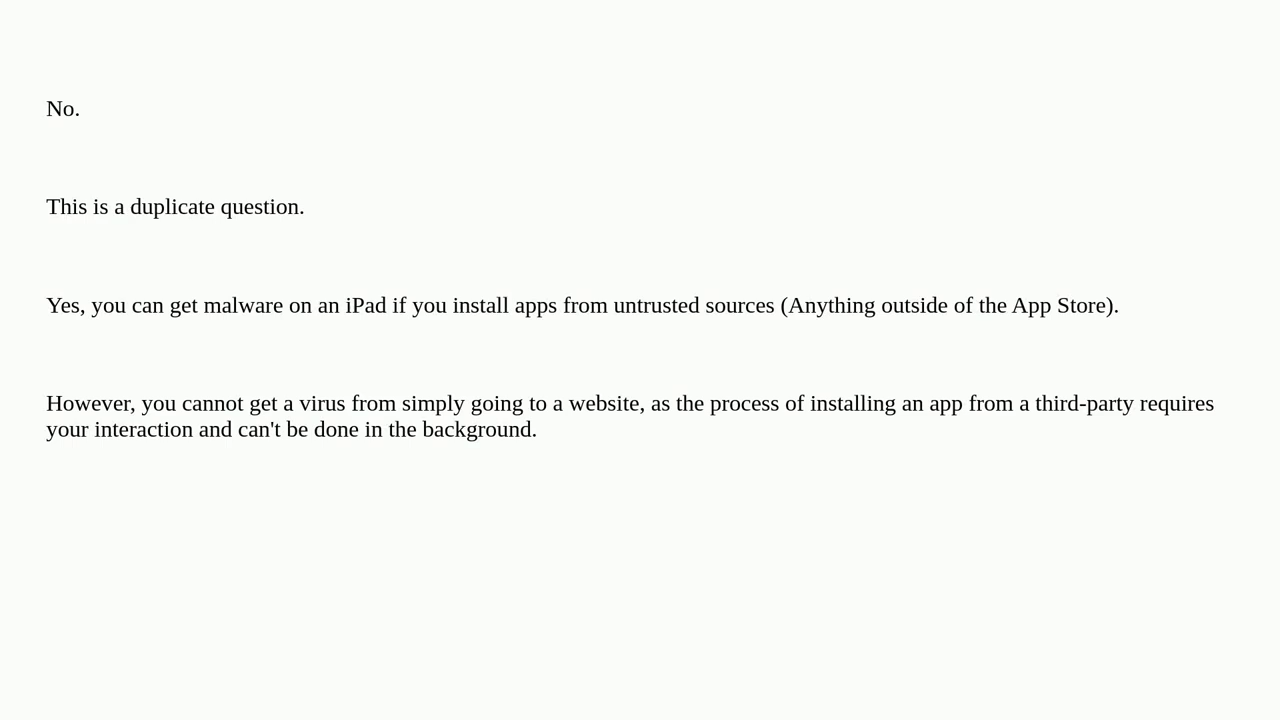 No.
This is a duplicate question.
Yes, you can get malware on an iPad if you install apps from untrusted sources (Anything outside of the App Store).
However, you cannot get a virus from simply going to a website, as the process of installing an app from a third-party requires
your interaction and can't be done in the background.